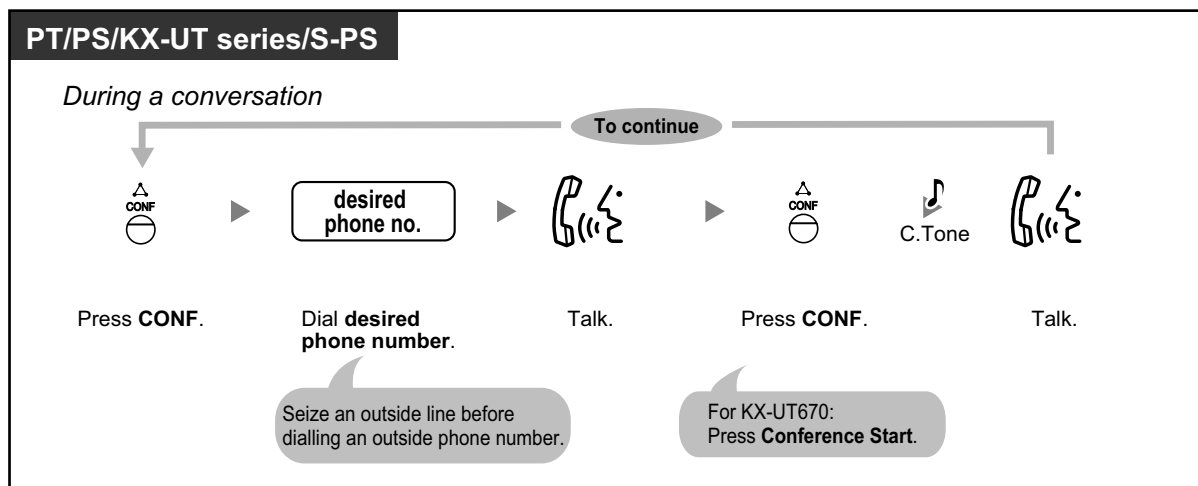 PT/PS/KX-UT series/S-PS
During a conversation
To continue
CONF
desired
phone no.
CONF
C.Tone
Press CONF.
Dial desired
phone number.
Talk.
Press CONF.
Talk.
Seize an outside line before
dialling an outside phone number.
For KX-UT670:
Press Conference Start.